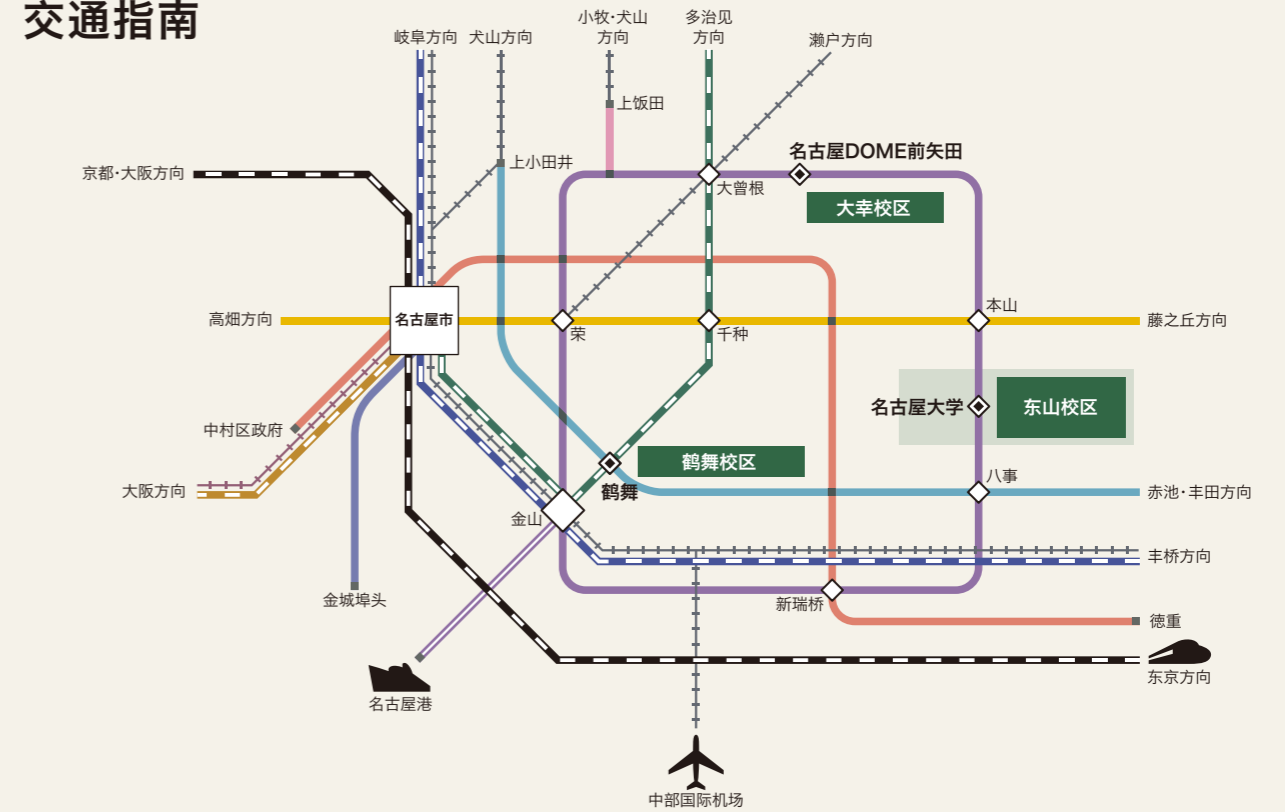 交通指南
岐阜方向
犬山方向
小牧·犬山
方向
多治见
方向
濑户方向
上饭田
京都·大阪方向
上小田井
名古屋DOME前矢田
大曾根
大幸校区
高畑方向
名古屋市
荣
千种
本山
藤之丘方向
名古屋大学
东山校区
中村区政府
大阪方向
鹤舞校区
鹤舞
八事
赤池·丰田方向
金山
丰桥方向
金城埠头
新瑞桥
德重
东京方向
名古屋港
中部国际机场